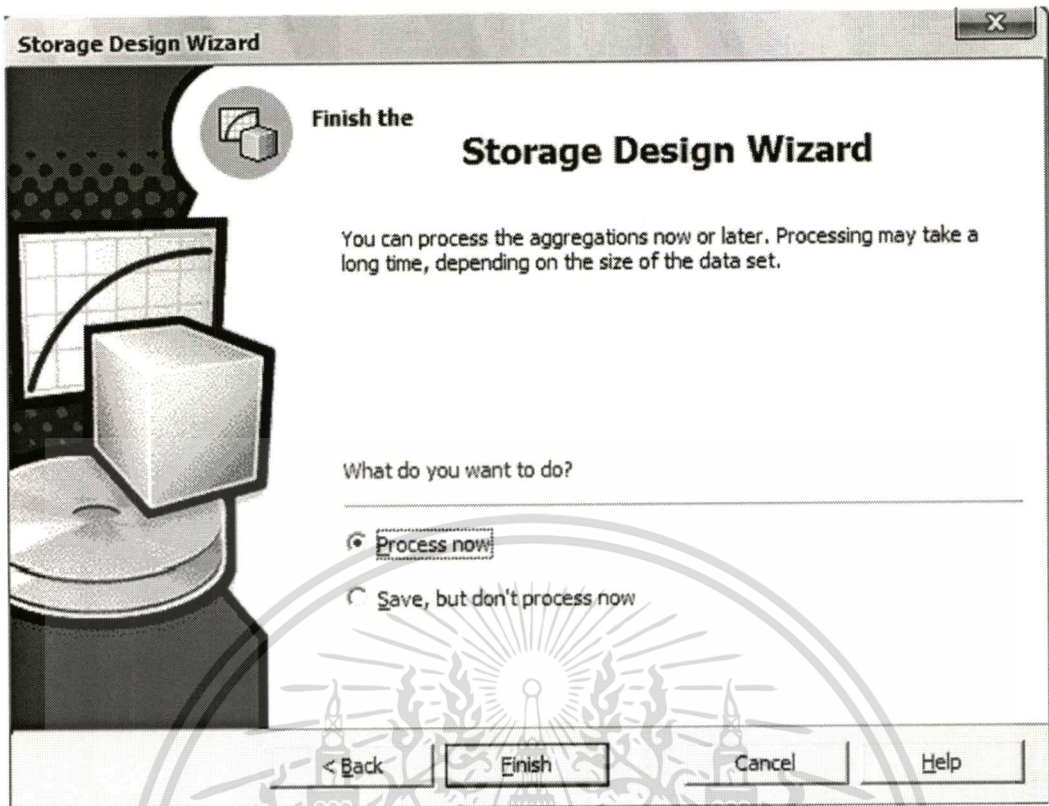 Storage Design Wizard
Finish the
Storage Design Wizard
You can process the aggregations now or later. Processing may take a
long time, depending on the size of the data set.
What do you want to do?
Process now
Save, but don't process now
< Back
Finish
Cancel
Help